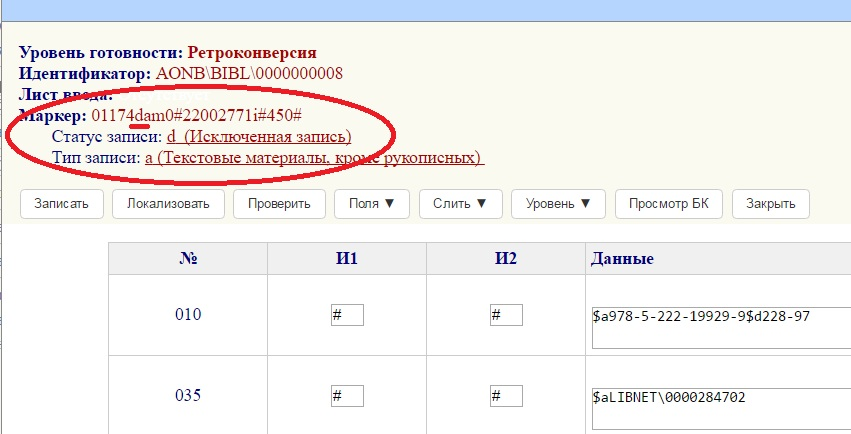 Уровень готовности: Ретроконверсия
Идентификатор: AONB\BIBL\0000000008
Лист ввода:
Маркер: 01174dam0#22002771i#450#
Статус записи: d (Исключенная запись)
Тип записи: a (Текстовые материалы, кроме рукописных)
Записать Локализовать Проверить Поля ▼ Слить ▼ Уровень ▼ Просмотр БК Закрыть
№ И1 И2 Данные
010 # # $a978-5-222-19929-9$d228-97
035 # # $aLIBNET\0000284702